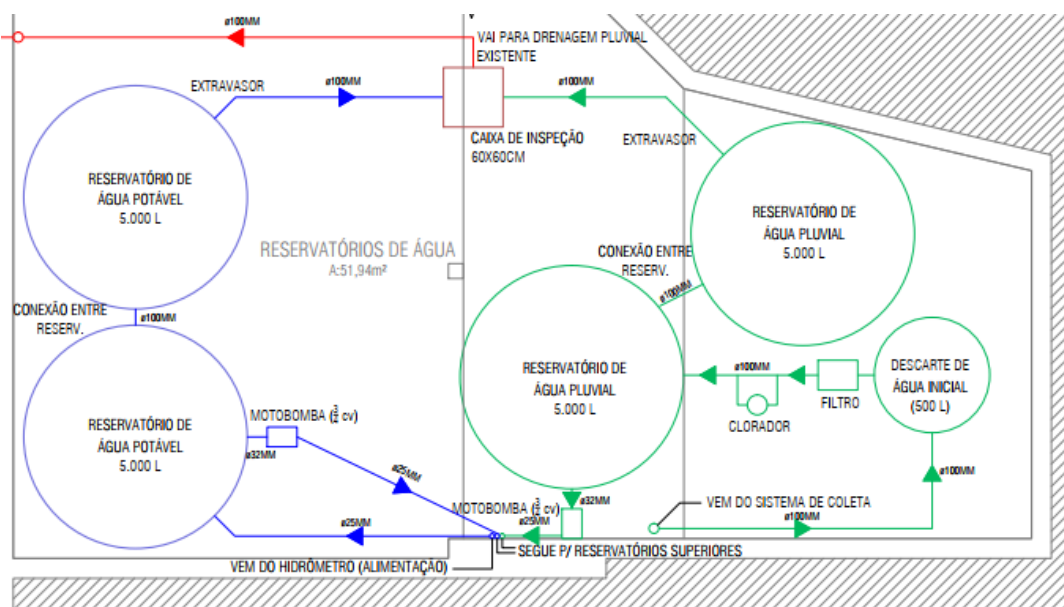 ø100MM
VAI PARA DRENAGEM PLUVIAL
EXISTENTE
EXTRAVASOR
ø100MM
ø100MM
CAIXA DE INSPEÇÃO
60X60CM
EXTRAVASOR
RESERVATÓRIO DE
ÁGUA POTÁVEL
5.000 L
RESERVATÓRIO DE
ÁGUA PLUVIAL
5.000 L
RESERVATÓRIOS DE ÁGUA
A:51,94m²
CONEXÃO ENTRE
RESERV.
ø100MM
CONEXÃO ENTRE
RESERV.
ø100MM
RESERVATÓRIO DE
ÁGUA PLUVIAL
5.000 L
ø100MM
CLORADOR
FILTRO
DESCARTE DE
ÁGUA INICIAL
(500 L)
RESERVATÓRIO DE
ÁGUA POTÁVEL
5.000 L
MOTOBOMBA (¾ cv)
ø32MM
ø25MM
ø100MM
ø25MM
MOTOBOMBA (¾ cv)
ø32MM
ø25MM
VEM DO SISTEMA DE COLETA
ø100MM
SEGUE P/ RESERVATÓRIOS SUPERIORES
VEM DO HIDRÔMETRO (ALIMENTAÇÃO)